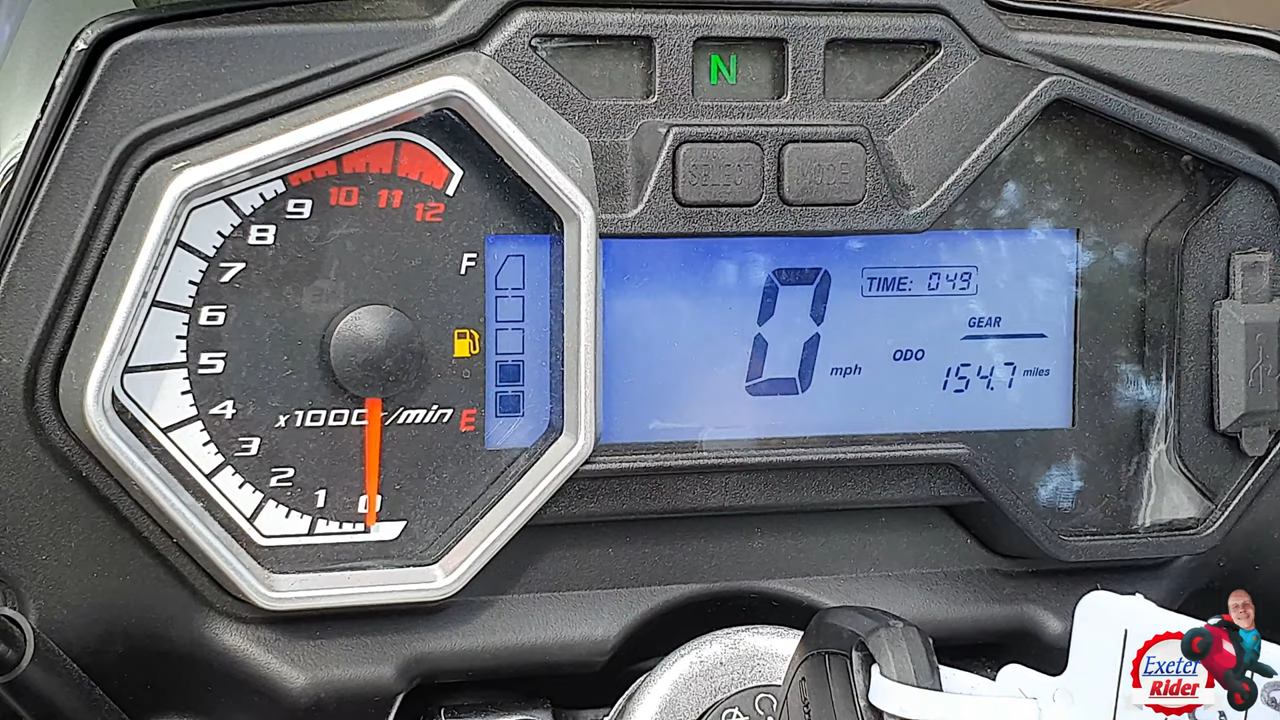 N
SELECT
MODE
9 10 11 12
8
7
6
5
4
3
2
1
0
x1000r/min
F
E
0 mph
TIME: 049
GEAR
ODO 154.7 miles
Exeter
Rider